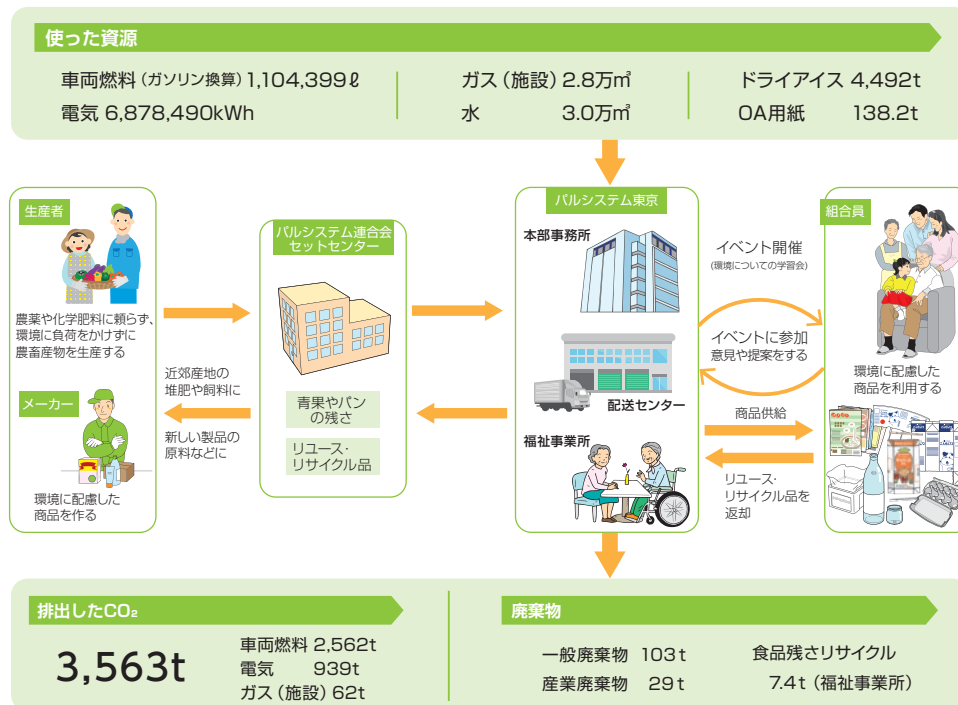 使った資源
車両燃料（ガソリン換算）1,104,399ℓ
電気 6,878,490kWh
ガス（施設）2.8万㎥
水 3.0万㎥
ドライアイス 4,492t
OA用紙 138.2t
生産者
農薬や化学肥料に頼らず、
環境に負荷をかけずに
農畜産物を生産する
メーカー
環境に配慮した
商品を作る
近郊産地の
堆肥や飼料に
新しい製品の
原料などに
パルシステム連合会
セットセンター
青果やパン
の残さ
リユース・
リサイクル品
パルシステム東京
本部事務所
配送センター
福祉事業所
イベント開催
(環境についての学習会)
イベントに参加
意見や提案をする
商品供給
リユース・
リサイクル品を
返却
組合員
環境に配慮した
商品を利用する
排出したCO₂
3,563t
車両燃料 2,562t
電気 939t
ガス（施設）62t
廃棄物
一般廃棄物 103t
産業廃棄物 29t
食品残さリサイクル
7.4t（福祉事業所）